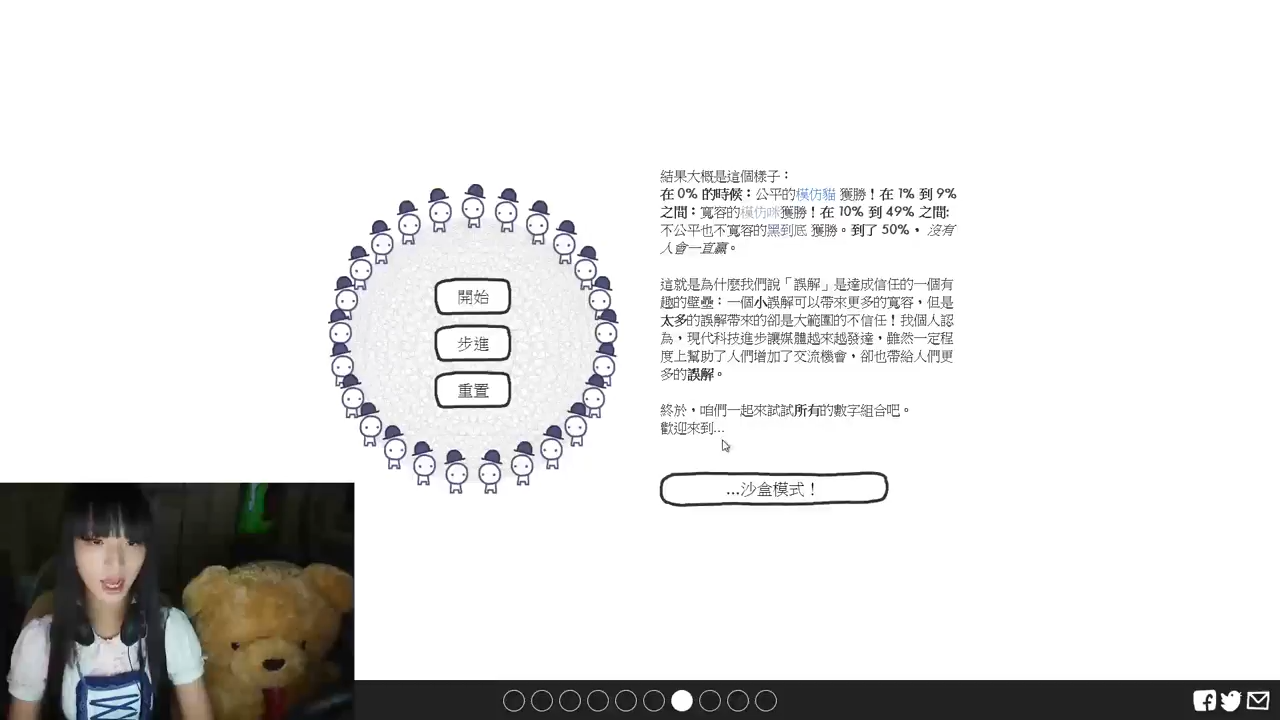 結果大概是這個樣子：
在 0% 的時候：公平的模仿貓 獲勝！在 1% 到 9%
之間：寬容的模仿咪獲勝！在 10% 到 49% 之間:
不公平也不寬容的黑到底 獲勝。到了 50%，沒有
人會一直贏。
這就是為什麼我們說「誤解」是達成信任的一個有
趣的壁壘：一個小誤解可以帶來更多的寬容，但是
太多的誤解帶來的卻是大範圍的不信任！我個人認
為，現代科技進步讓媒體越來越發達，雖然一定程
度上幫助了人們增加了交流機會，卻也帶給人們更
多的誤解。
終於，咱們一起來試試所有的數字組合吧。
歡迎來到...
...沙盒模式！
開始
步進
重置